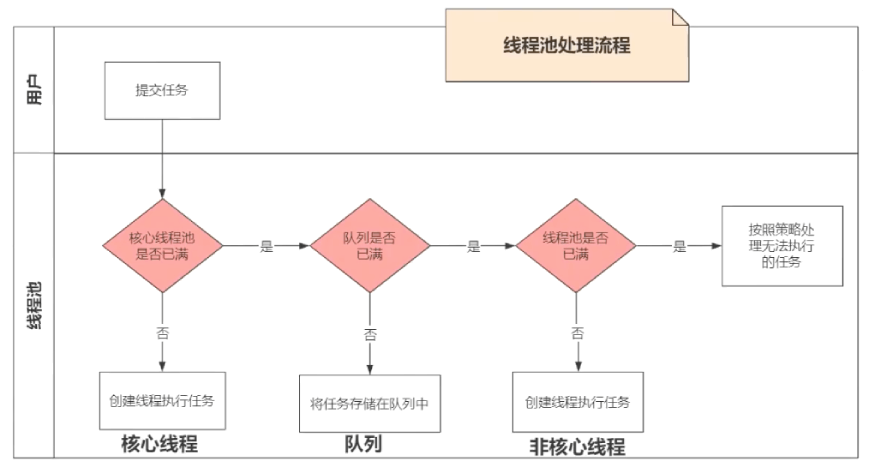 线程池处理流程
用户
提交任务
线程池
核心线程池
是否已满
是
队列是否
已满
是
线程池是否
已满
是
按照策略处
理无法执行
的任务
否
否
否
创建线程执行任务
将任务存储在队列中
创建线程执行任务
核心线程
队列
非核心线程